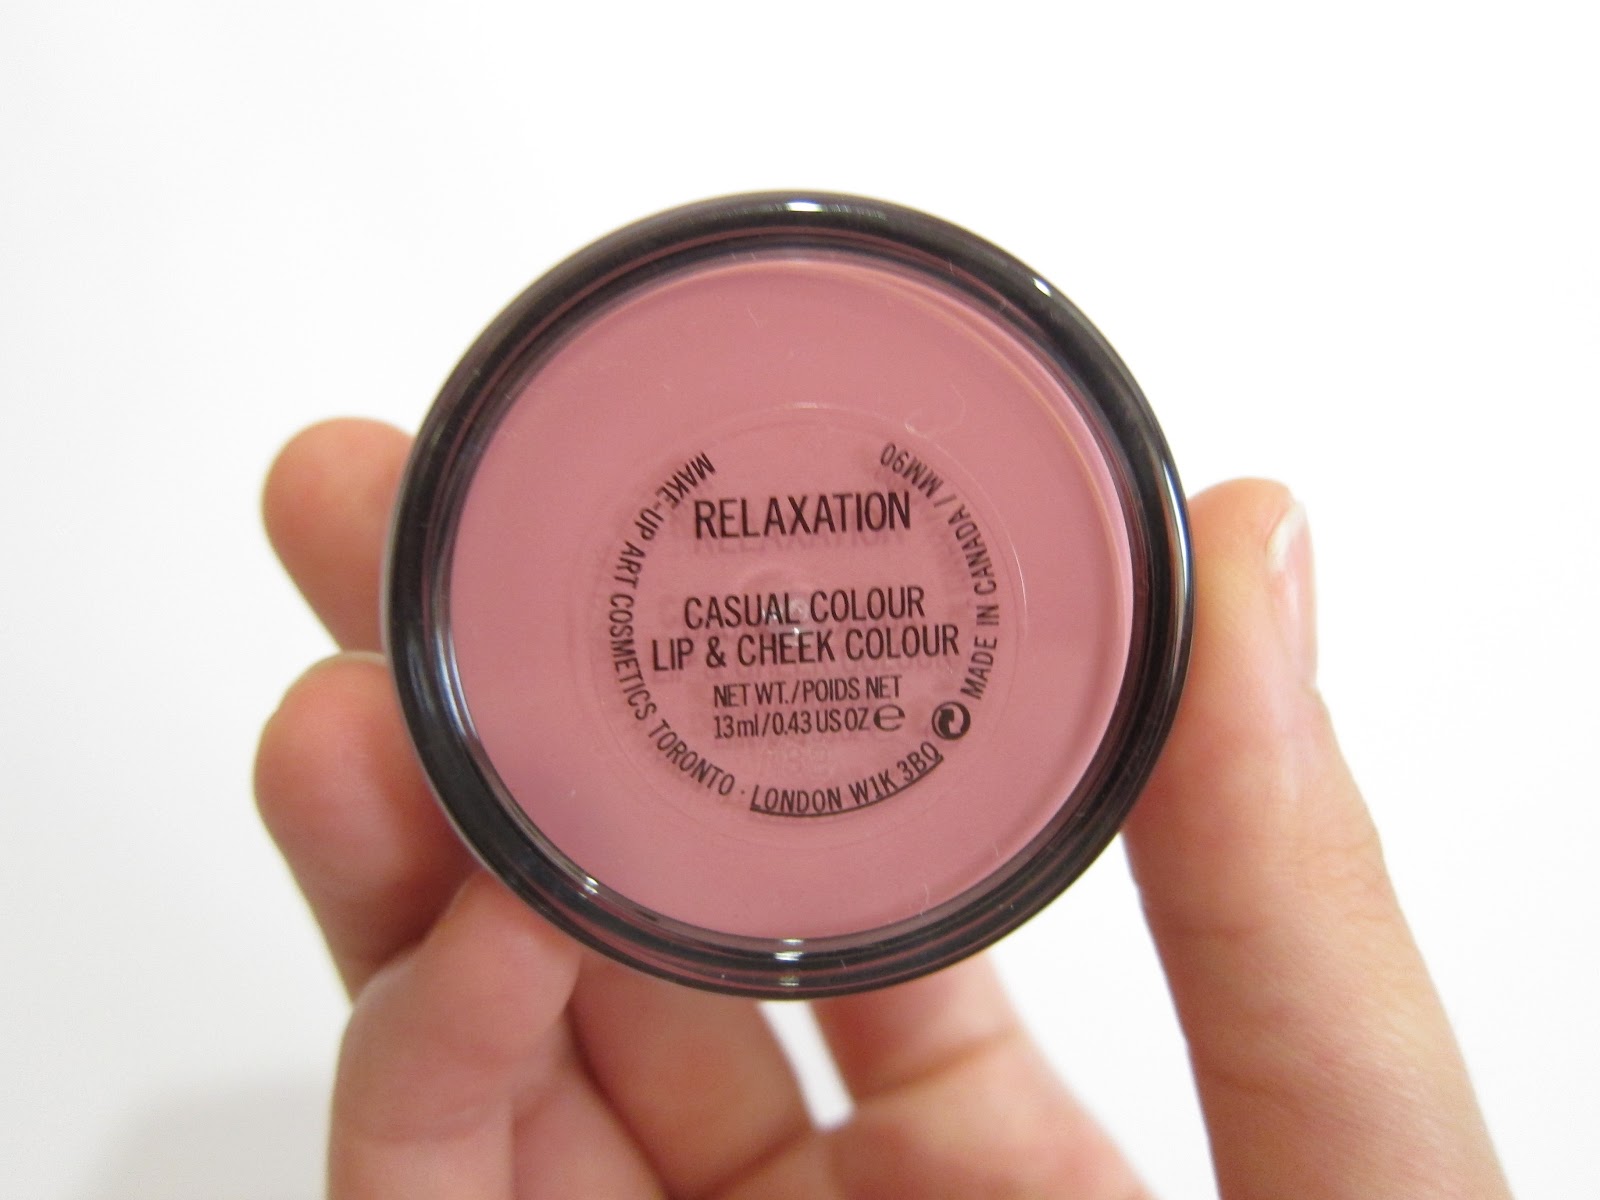 RELAXATION
CASUAL COLOUR
LIP & CHEEK COLOUR
NET WT./POIDS NET
13 ml/0.43 US OZ ℮
MAKE-UP ART COSMETICS TORONTO · LONDON W1K 3BQ
MADE IN CANADA / MM90